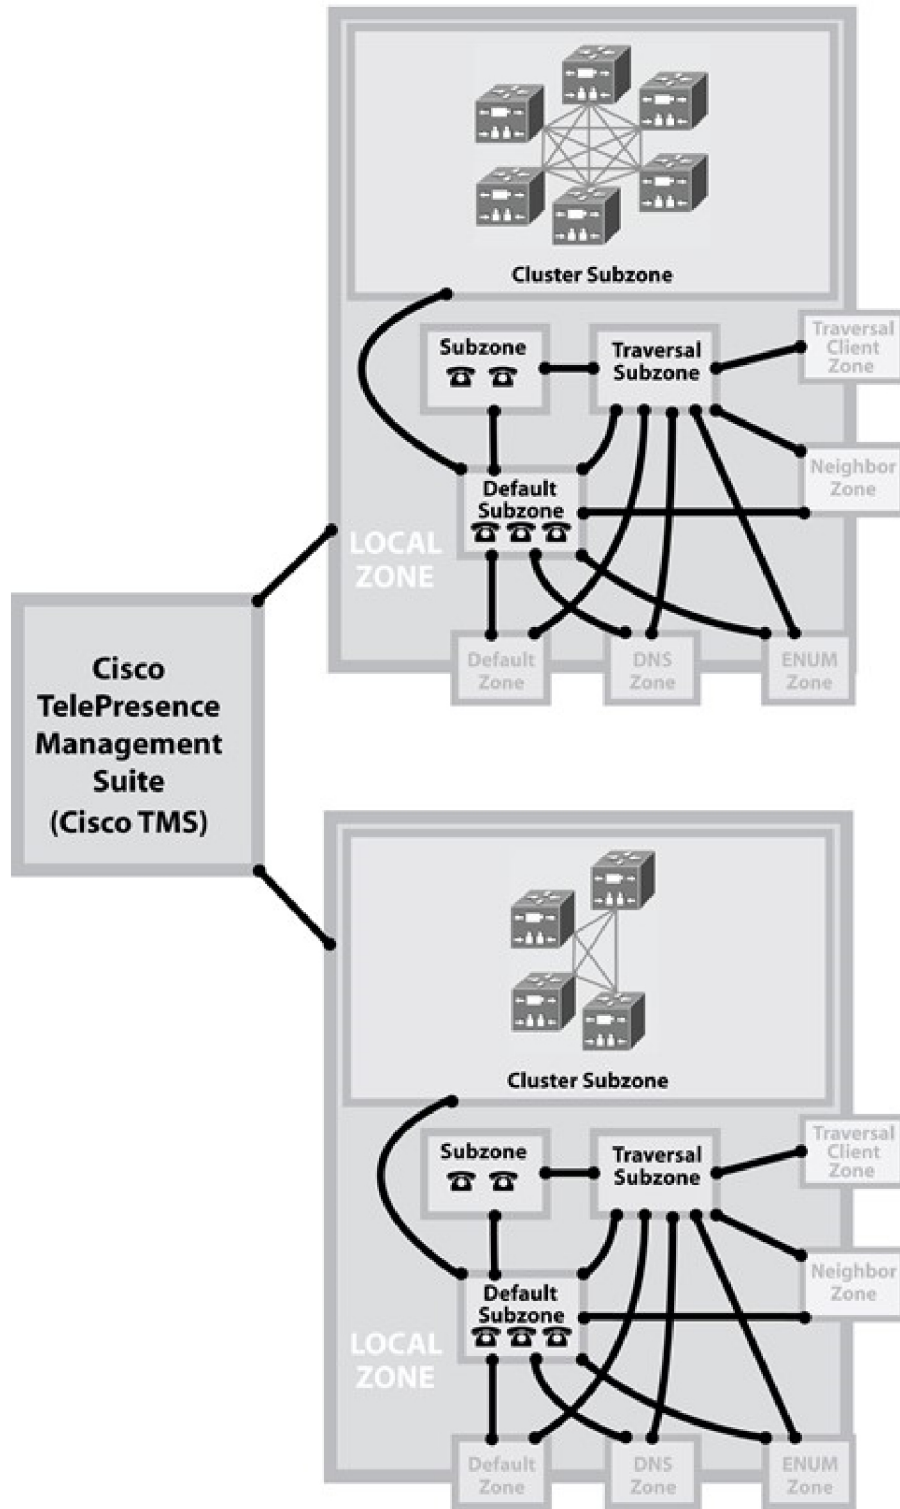 Cluster Subzone
Subzone
Traversal
Subzone
Traversal
Client
Zone
Default
Subzone
Neighbor
Zone
LOCAL
ZONE
Default
Zone
DNS
Zone
ENUM
Zone
Cisco
TelePresence
Management
Suite
(Cisco TMS)
Cluster Subzone
Subzone
Traversal
Subzone
Traversal
Client
Zone
Default
Subzone
Neighbor
Zone
LOCAL
ZONE
Default
Zone
DNS
Zone
ENUM
Zone